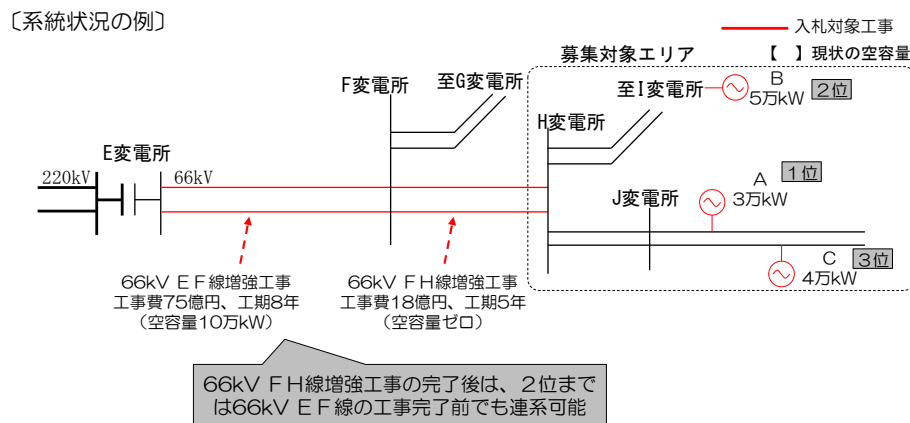 〔系統状況の例〕
入札対象工事
【　】現状の空容量
募集対象エリア
F変電所
至G変電所
至I変電所
B
5万kW
2位
H変電所
E変電所
220kV
66kV
J変電所
A
3万kW
1位
C
4万kW
3位
66kV EF線増強工事
工事費75億円、工期8年
（空容量10万kW）
66kV FH線増強工事
工事費18億円、工期5年
（空容量ゼロ）
66kV FH線増強工事の完了後は、2位まで
は66kV EF線の工事完了前でも連系可能